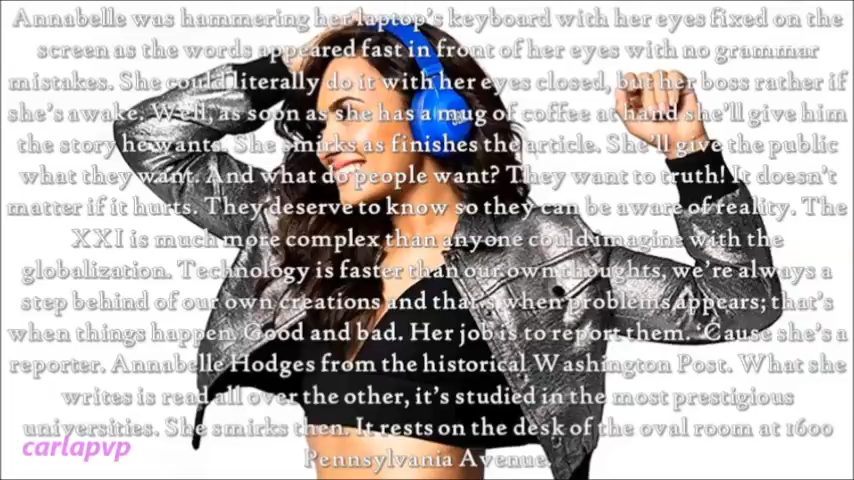 Annabelle was hammering her laptop's keyboard with her eyes fixed on the
screen as the words appeared fast in front of her eyes with no grammar
mistakes. She could literally do it with her eyes closed, but her boss rather if
she's awake. Well, as soon as she has a mug of coffee at hand she'll give him
the story he wants. She smirks as finishes the article. She'll give the public
what they want. And what do people want? They want to truth! It doesn't
matter if it hurts. They deserve to know so they can be aware of reality. The
XXI is much more complex than anyone could imagine with the
globalization. Technology is faster than our own thoughts, we're always a
step behind of our own creations and that's when problems appears; that's
when things happen. Good and bad. Her job is to report them. 'Cause she's a
reporter. Annabelle Hodges from the historical Washington Post. What she
writes is read all over the other, it's studied in the most prestigious
universities. She smirks then. It rests on the desk of the oval room at 1600
Pennsylvania Avenue.
carlapvp